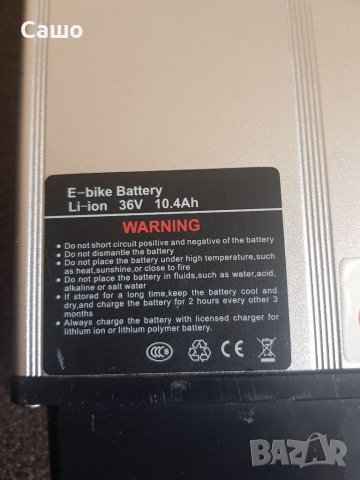 Сашо
E-bike Battery
Li-ion 36V 10.4Ah
WARNING
● Do not short circuit positive and negative of the battery
● Do not dismantle the battery
● Do not place the battery under high temperature,such
as heat,sunshine,or close to fire
● Do not place the battery in fluids,such as water,acid,
alkaline or salt water
● If stored for a long time,keep the battery cool and
dry,and charge the battery for 2 hours every other 3
months
● Always charge the battery with licensed charger for
lithium ion or lithium polymer battery.
CCC S CE
BAZAR